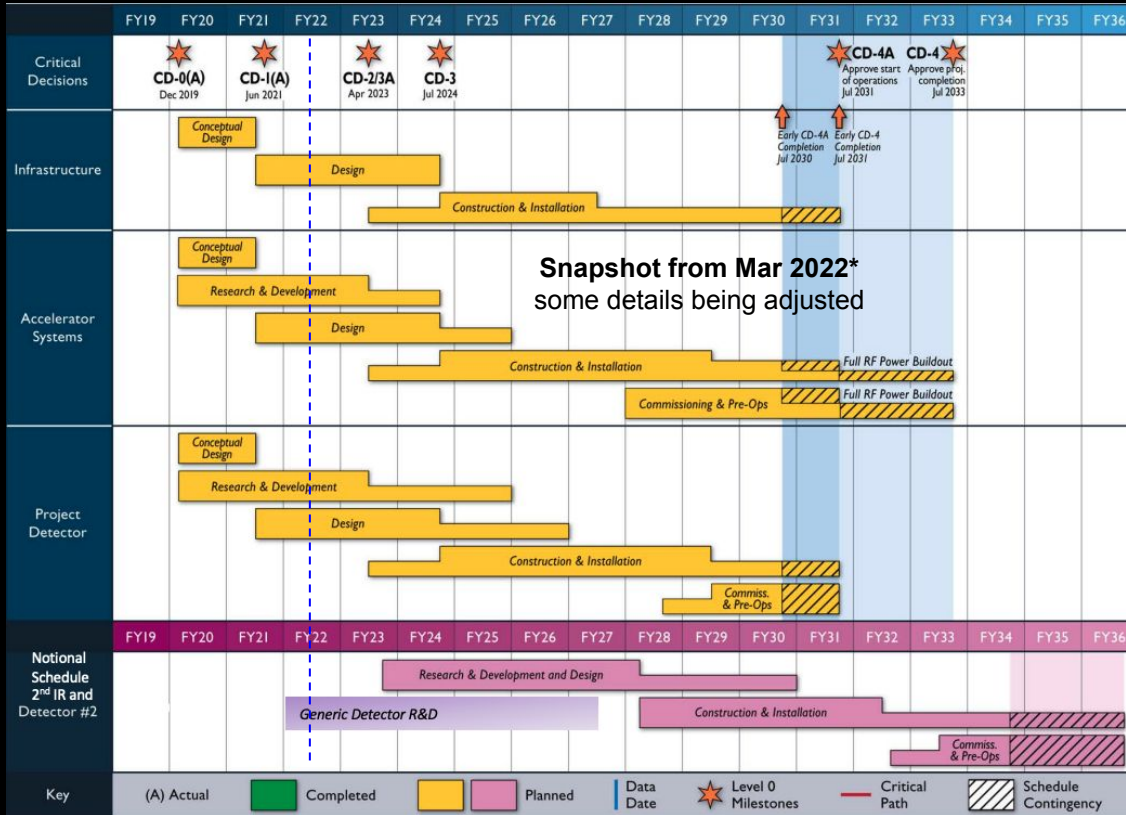 FY19 FY20 FY21 FY22 FY23 FY24 FY25 FY26 FY27 FY28 FY29 FY30 FY31 FY32 FY33 FY34 FY35 FY36
Critical
Decisions
CD-0(A)
Dec 2019
CD-1(A)
Jun 2021
CD-2/3A
Apr 2023
CD-3
Jul 2024
CD-4A
Approve start
of operations
Jul 2031
CD-4
Approve proj.
completion
Jul 2033
Infrastructure
Conceptual
Design
Design
Construction & Installation
Early CD-4A
Completion
Jul 2030
Early CD-4
Completion
Jul 2031
Accelerator
Systems
Conceptual
Design
Research & Development
Design
Construction & Installation
Full RF Power Buildout
Commissioning & Pre-Ops
Full RF Power Buildout
Snapshot from Mar 2022*
some details being adjusted
Project
Detector
Conceptual
Design
Research & Development
Design
Construction & Installation
Commiss.
& Pre-Ops
FY19 FY20 FY21 FY22 FY23 FY24 FY25 FY26 FY27 FY28 FY29 FY30 FY31 FY32 FY33 FY34 FY35 FY36
Notional
Schedule
2nd IR and
Detector #2
Research & Development and Design
Generic Detector R&D
Construction & Installation
Commiss.
& Pre-Ops
Key
(A) Actual
Completed
Planned
Data
Date
Level 0
Milestones
Critical
Path
Schedule
Contingency